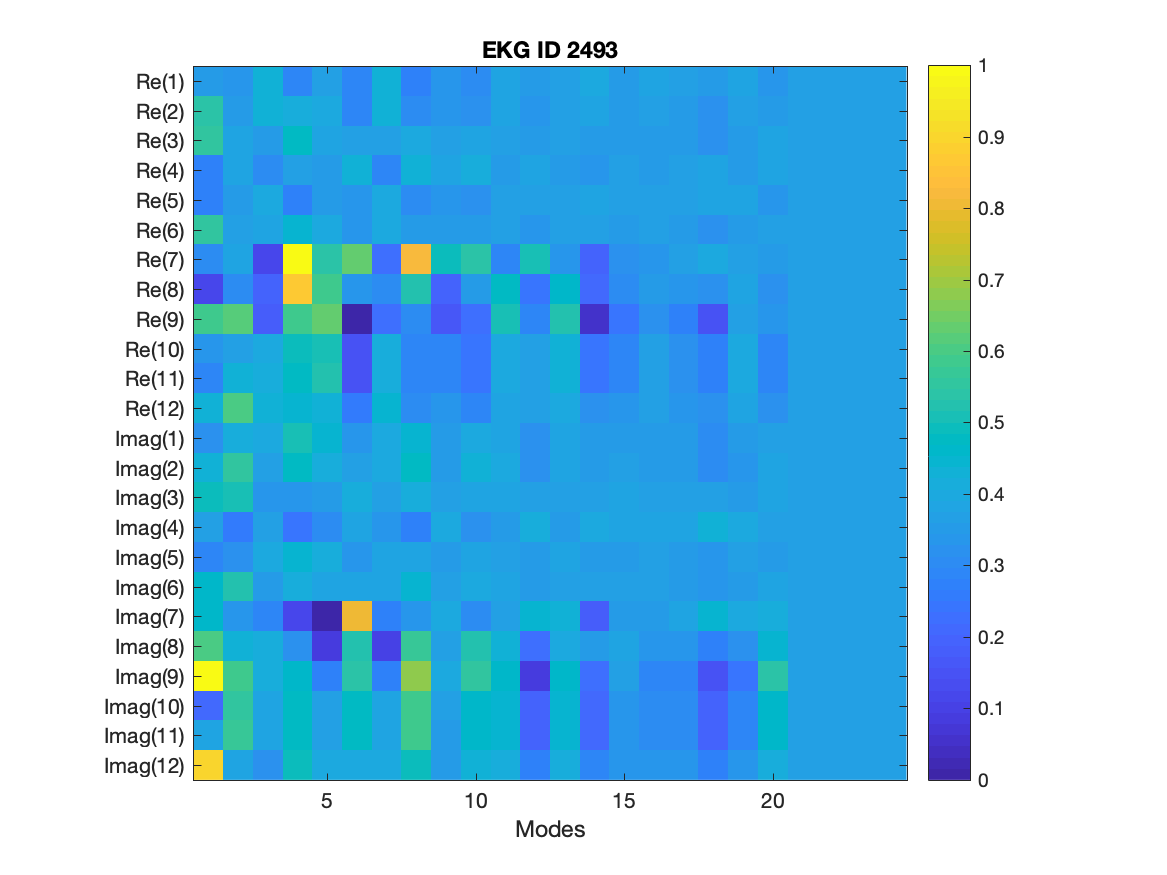 EKG ID 2493
Re(1)
Re(2)
Re(3)
Re(4)
Re(5)
Re(6)
Re(7)
Re(8)
Re(9)
Re(10)
Re(11)
Re(12)
Imag(1)
Imag(2)
Imag(3)
Imag(4)
Imag(5)
Imag(6)
Imag(7)
Imag(8)
Imag(9)
Imag(10)
Imag(11)
Imag(12)
5 10 15 20
Modes
1
0.9
0.8
0.7
0.6
0.5
0.4
0.3
0.2
0.1
0